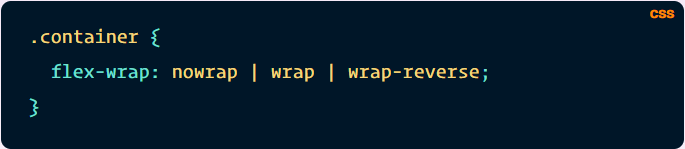 css
.container {
  flex-wrap: nowrap | wrap | wrap-reverse;
}